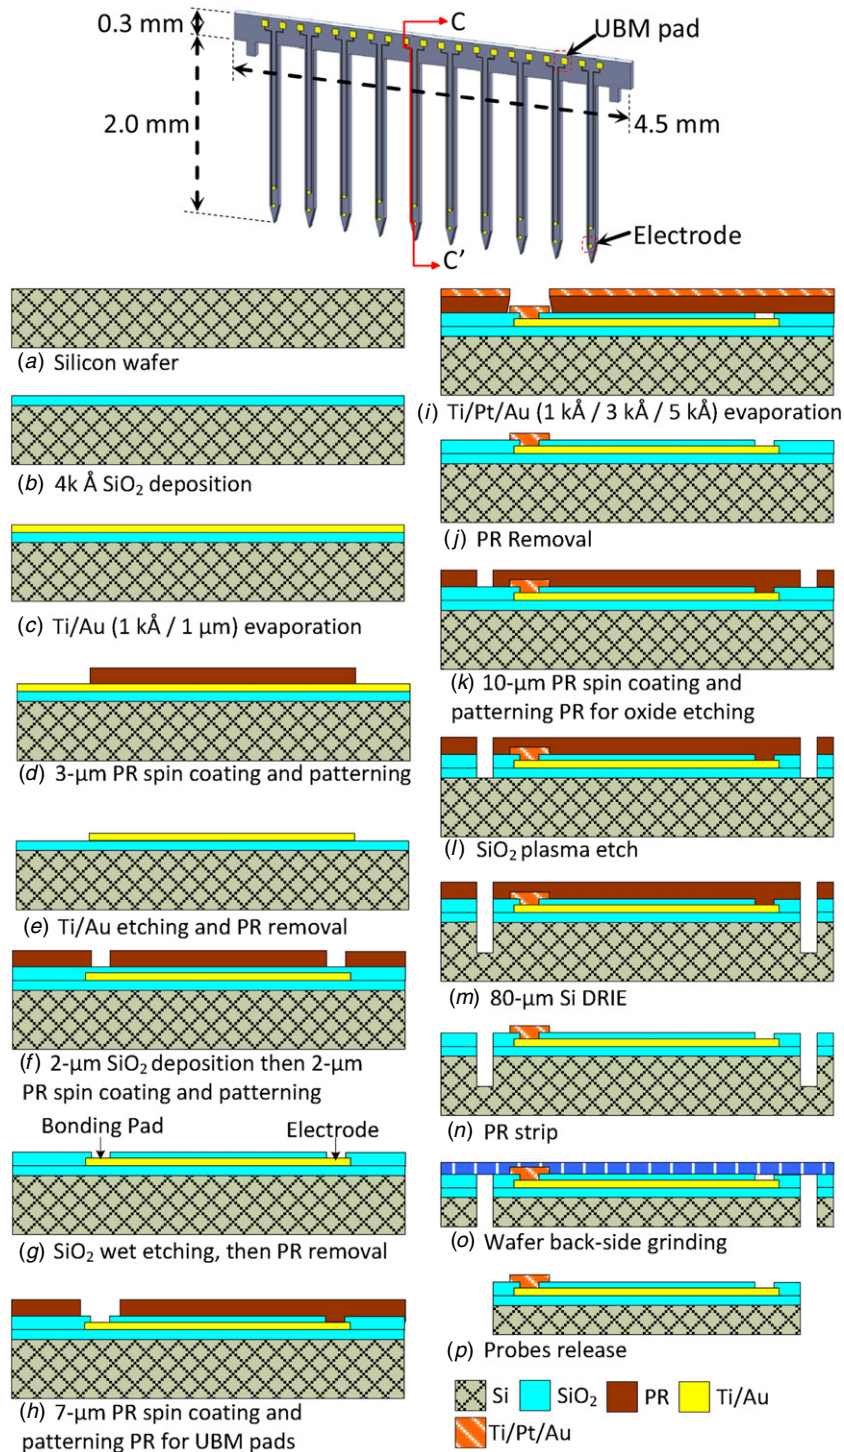 0.3 mm
C
UBM pad
2.0 mm
4.5 mm
Electrode
C'
(a) Silicon wafer
(b) 4k Å SiO₂ deposition
(c) Ti/Au (1 kÅ / 1 μm) evaporation
(d) 3-μm PR spin coating and patterning
(e) Ti/Au etching and PR removal
(f) 2-μm SiO₂ deposition then 2-μm
PR spin coating and patterning
Bonding Pad
Electrode
(g) SiO₂ wet etching, then PR removal
(h) 7-μm PR spin coating and
patterning PR for UBM pads
(i) Ti/Pt/Au (1 kÅ / 3 kÅ / 5 kÅ) evaporation
(j) PR Removal
(k) 10-μm PR spin coating and
patterning PR for oxide etching
(l) SiO₂ plasma etch
(m) 80-μm Si DRIE
(n) PR strip
(o) Wafer back-side grinding
(p) Probes release
Si
SiO₂
PR
Ti/Au
Ti/Pt/Au